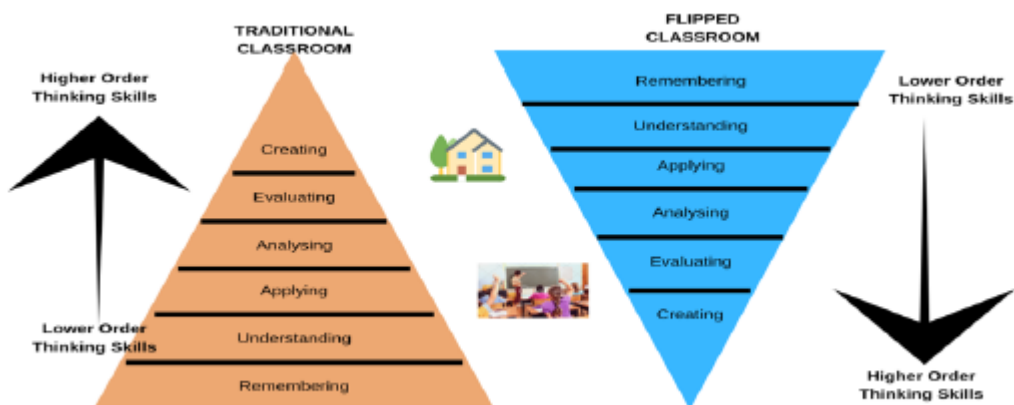 TRADITIONAL
CLASSROOM
Higher Order
Thinking Skills
Creating
Evaluating
Analysing
Applying
Understanding
Remembering
Lower Order
Thinking Skills
FLIPPED
CLASSROOM
Remembering
Understanding
Applying
Analysing
Evaluating
Creating
Lower Order
Thinking Skills
Higher Order
Thinking Skills